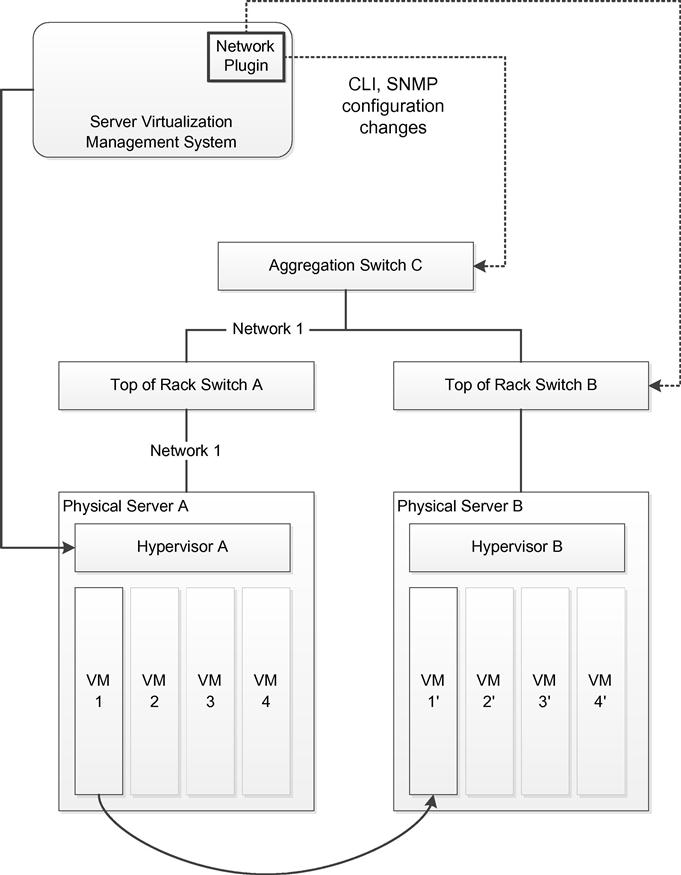 Network
Plugin
Server Virtualization
Management System
CLI, SNMP
configuration
changes
Aggregation Switch C
Network 1
Top of Rack Switch A
Top of Rack Switch B
Network 1
Physical Server A
Physical Server B
Hypervisor A
Hypervisor B
VM
1
VM
2
VM
3
VM
4
VM
1'
VM
2'
VM
3'
VM
4'